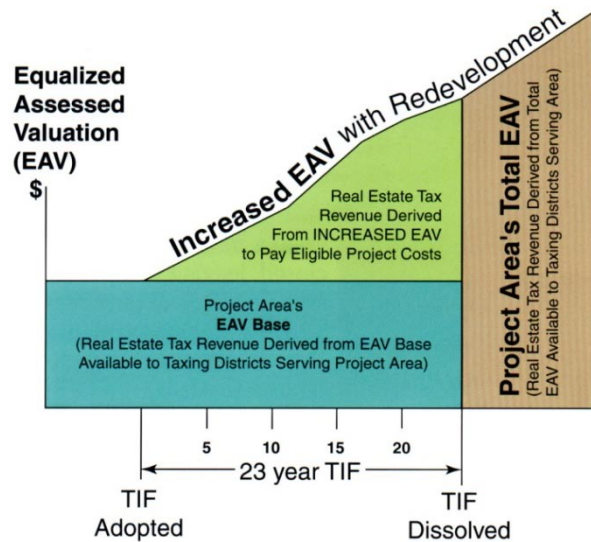 Equalized
Assessed
Valuation
(EAV)
$
Increased EAV with Redevelopment
Real Estate Tax
Revenue Derived
From INCREASED EAV
to Pay Eligible Project Costs
Project Area's
EAV Base
(Real Estate Tax Revenue Derived from EAV Base
Available to Taxing Districts Serving Project Area)
Project Area's Total EAV
(Real Estate Tax Revenue Derived from Total
EAV Available to Taxing Districts Serving Area)
5
10
15
20
23 year TIF
TIF
Adopted
TIF
Dissolved